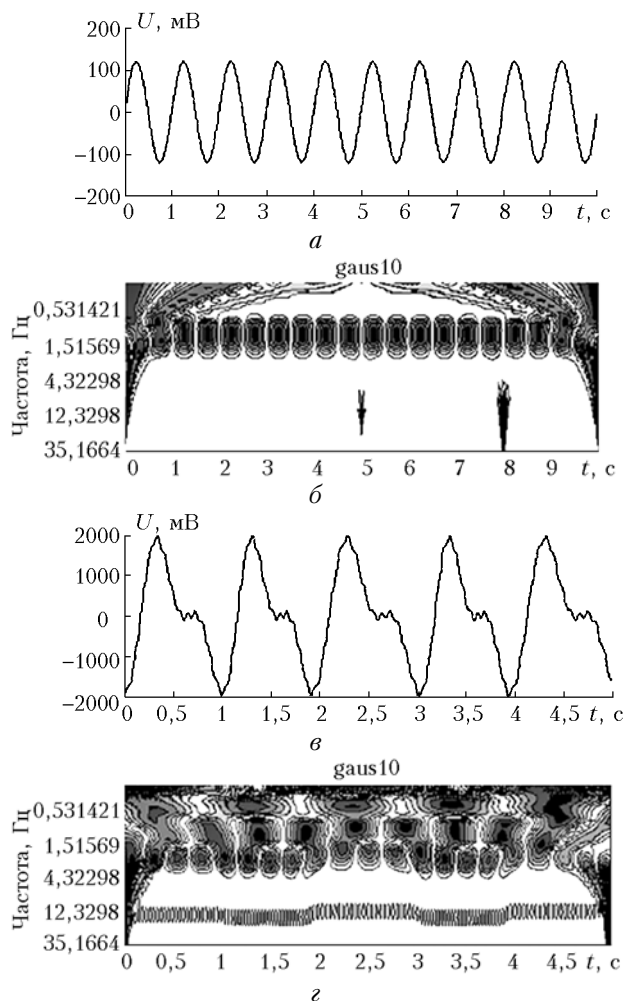 U, мВ
200
100
0
−100
−200
0 1 2 3 4 5 6 7 8 9 t, с
а
gaus10
Частота, Гц
0,531421
1,51569
4,32298
12,3298
35,1664
0 1 2 3 4 5 6 7 8 9 t, с
б
U, мВ
2000
1000
0
−1000
−2000
0 0,5 1 1,5 2 2,5 3 3,5 4 4,5 t, с
в
gaus10
Частота, Гц
0,531421
1,51569
4,32298
12,3298
35,1664
0 0,5 1 1,5 2 2,5 3 3,5 4 4,5 t, с
г